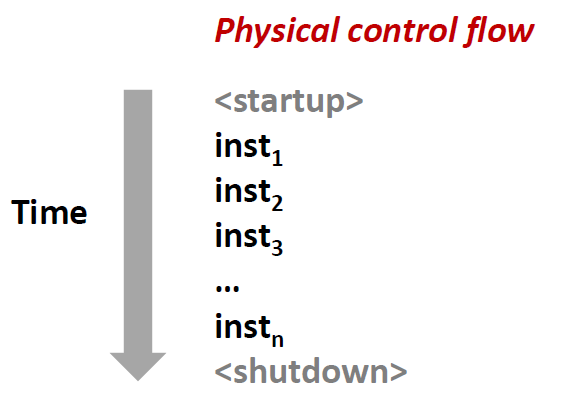 Physical control flow
<startup>
inst1
inst2
Time
inst3
...
instn
<shutdown>